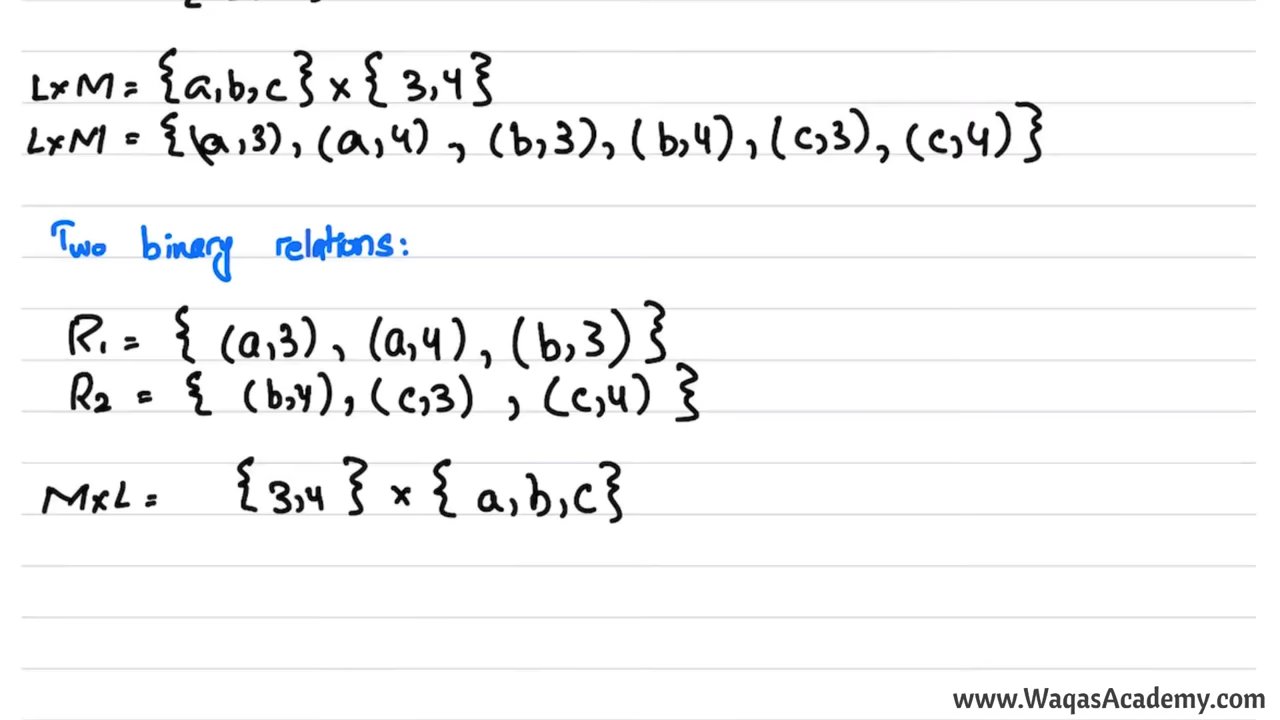 L×M = {a,b,c} × { 3,4}
L×M = {(a,3), (a,4) , (b,3), (b,4), (c,3), (c,4)}
Two binary relations:
R₁ = { (a,3), (a,4), (b,3)}
R₂ = { (b,4), (c,3) , (c,4) }
M×L = {3,4 } × { a,b,c}
www.WaqasAcademy.com